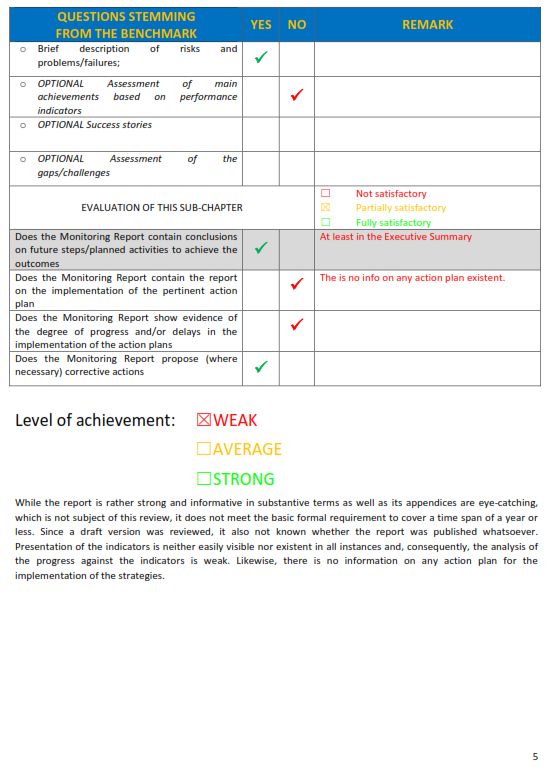 QUESTIONS STEMMING
FROM THE BENCHMARK
YES
NO
REMARK
○ Brief description of risks and
problems/failures;
✓
○ OPTIONAL Assessment of main
achievements based on performance
indicators
✓
○ OPTIONAL Success stories
○ OPTIONAL Assessment of the
gaps/challenges
EVALUATION OF THIS SUB-CHAPTER
☐ Not satisfactory
☒ Partially satisfactory
☐ Fully satisfactory
Does the Monitoring Report contain conclusions
on future steps/planned activities to achieve the
outcomes
✓
At least in the Executive Summary
Does the Monitoring Report contain the report
on the implementation of the pertinent action
plan
✓
The is no info on any action plan existent.
Does the Monitoring Report show evidence of
the degree of progress and/or delays in the
implementation of the action plans
✓
Does the Monitoring Report propose (where
necessary) corrective actions
✓
Level of achievement: ☒WEAK
☐AVERAGE
☐STRONG
While the report is rather strong and informative in substantive terms as well as its appendices are eye-catching,
which is not subject of this review, it does not meet the basic formal requirement to cover a time span of a year or
less. Since a draft version was reviewed, it also not known whether the report was published whatsoever.
Presentation of the indicators is neither easily visible nor existent in all instances and, consequently, the analysis of
the progress against the indicators is weak. Likewise, there is no information on any action plan for the
implementation of the strategies.
5